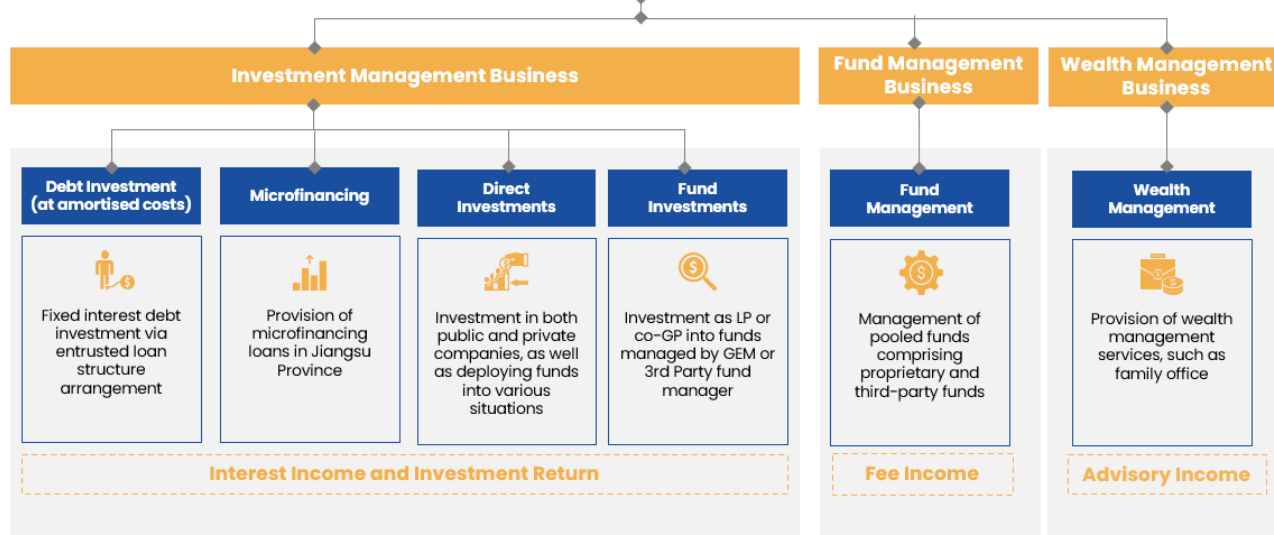 Investment Management Business
Fund Management
Business
Wealth Management
Business
Debt Investment
(at amortised costs)
Microfinancing
Direct
Investments
Fund
Investments
Fund
Management
Wealth
Management
Fixed interest debt
investment via
entrusted loan
structure
arrangement
Provision of
microfinancing
loans in Jiangsu
Province
Investment in both
public and private
companies, as well
as deploying funds
into various
situations
Investment as LP or
co-GP into funds
managed by GEM or
3rd Party fund
manager
Management of
pooled funds
comprising
proprietary and
third-party funds
Provision of wealth
management
services, such as
family office
Interest Income and Investment Return
Fee Income
Advisory Income